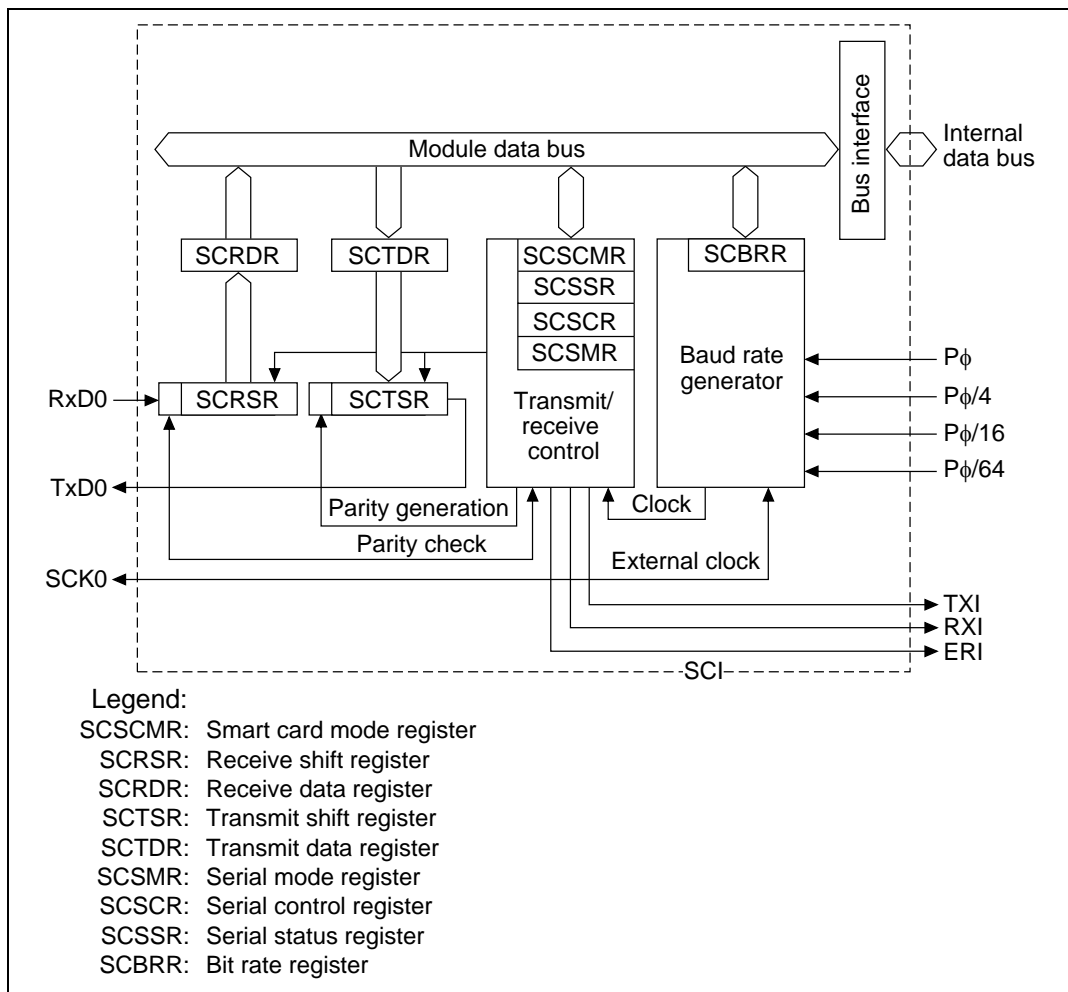 Bus interface
Internal
data bus
Module data bus
SCRDR
SCTDR
SCSCMR
SCSSR
SCSCR
SCSMR
SCBRR
Baud rate
generator
Transmit/
receive
control
SCRSR
SCTSR
RxD0
TxD0
SCK0
Pϕ
Pϕ/4
Pϕ/16
Pϕ/64
Parity generation
Parity check
Clock
External clock
TXI
RXI
ERI
SCI
Legend:
SCSCMR: Smart card mode register
SCRSR: Receive shift register
SCRDR: Receive data register
SCTSR: Transmit shift register
SCTDR: Transmit data register
SCSMR: Serial mode register
SCSCR: Serial control register
SCSSR: Serial status register
SCBRR: Bit rate register